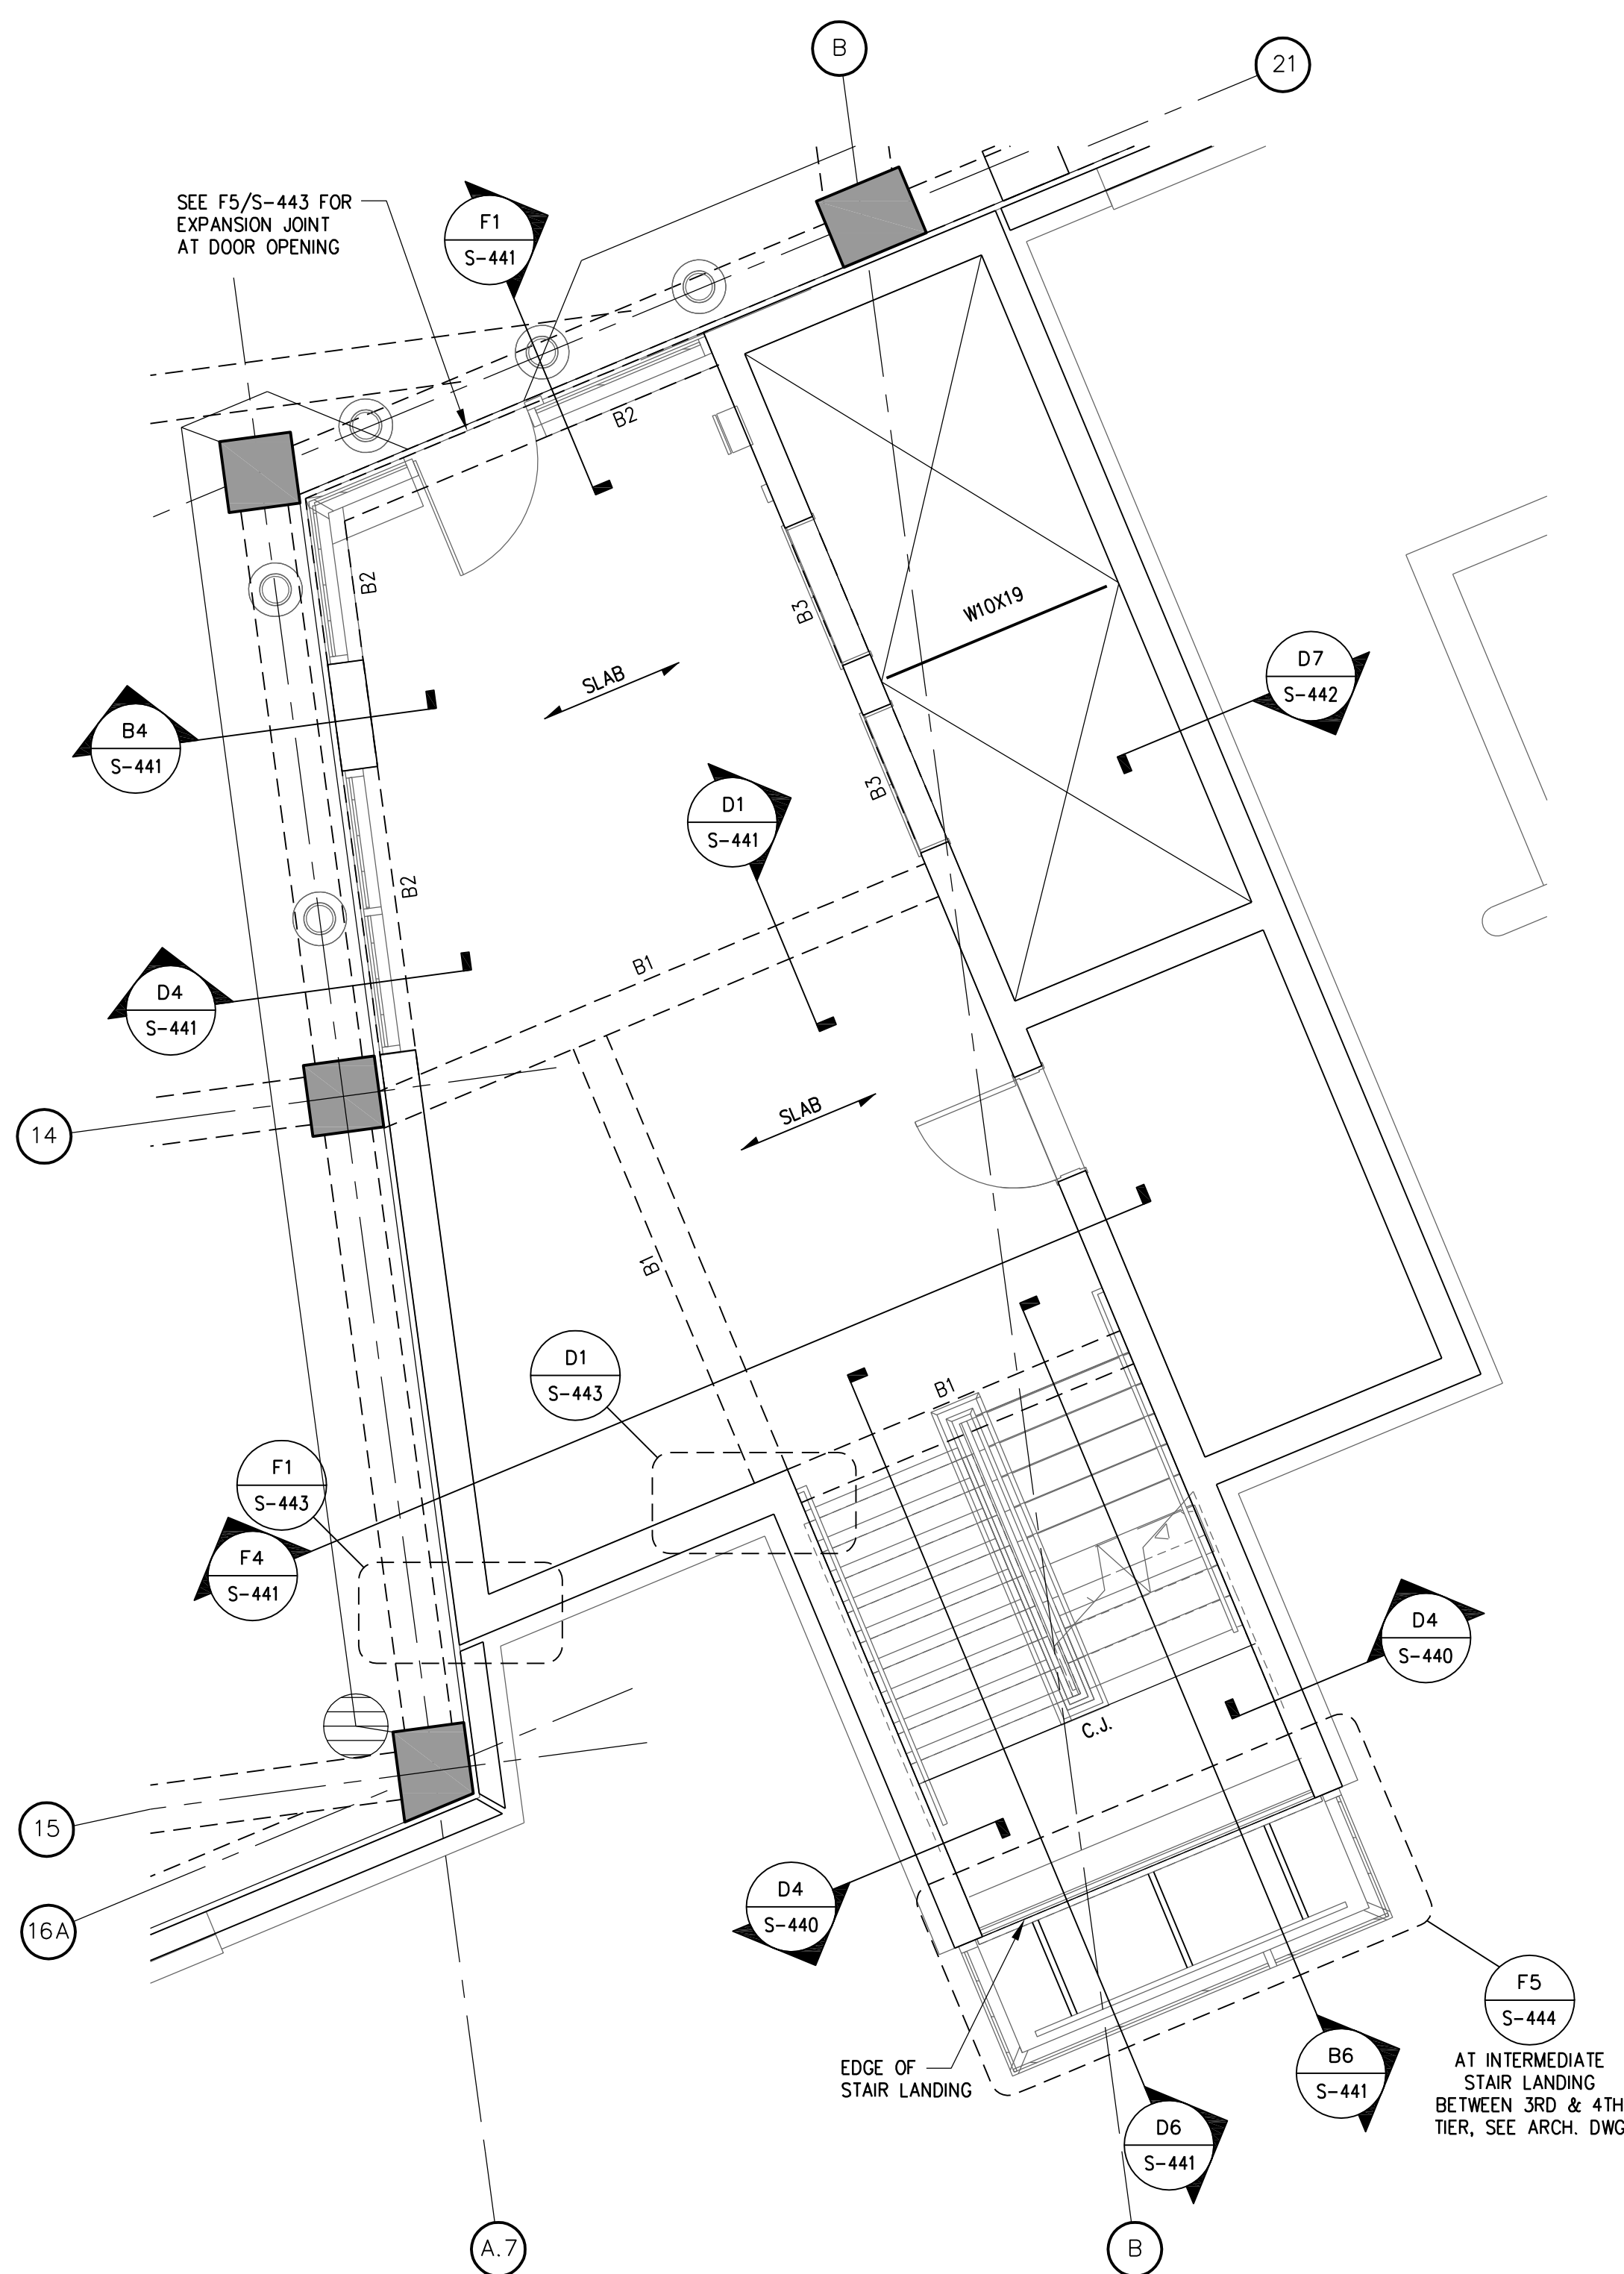 B
21
SEE F5/S-443 FOR
EXPANSION JOINT
AT DOOR OPENING
F1
S-441
B2
B2
B3
W10X19
SLAB
D7
S-442
B4
S-441
D1
S-441
B3
B2
B1
D4
S-441
14
SLAB
B1
D1
S-443
B1
F1
S-443
F4
S-441
D4
S-440
C.J.
15
16A
D4
S-440
F5
S-444
AT INTERMEDIATE
STAIR LANDING
BETWEEN 3RD & 4TH
TIER, SEE ARCH. DWG
EDGE OF
STAIR LANDING
B6
S-441
D6
S-441
A.7
B